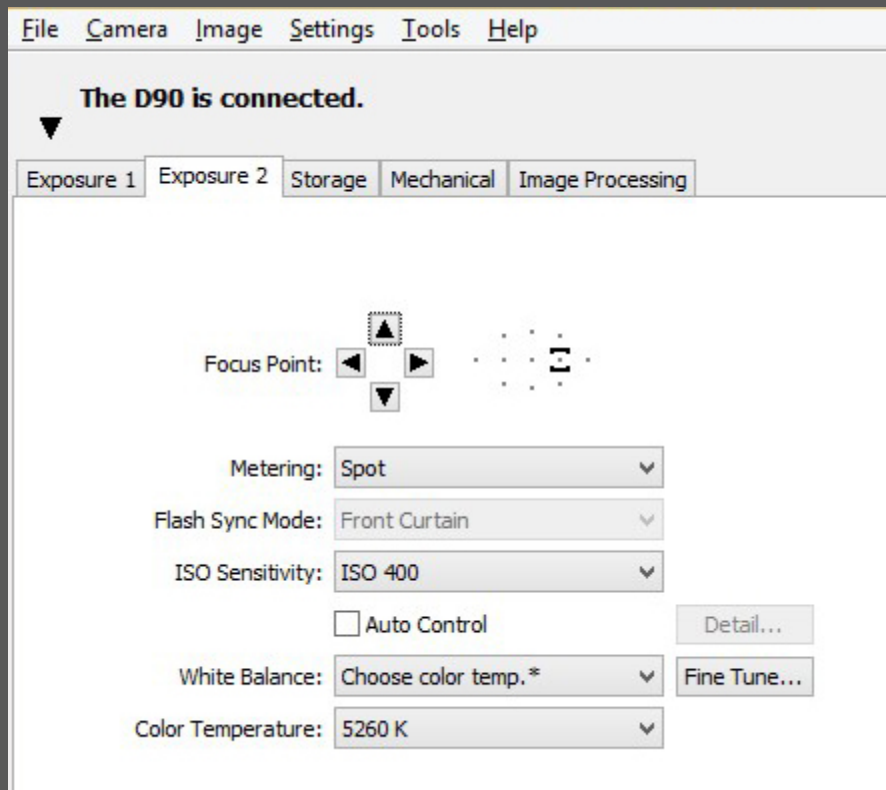 File Camera Image Settings Tools Help
The D90 is connected.
Exposure 1 Exposure 2 Storage Mechanical Image Processing
Focus Point:
Metering: Spot
Flash Sync Mode: Front Curtain
ISO Sensitivity: ISO 400
Auto Control Detail...
White Balance: Choose color temp.* Fine Tune...
Color Temperature: 5260 K